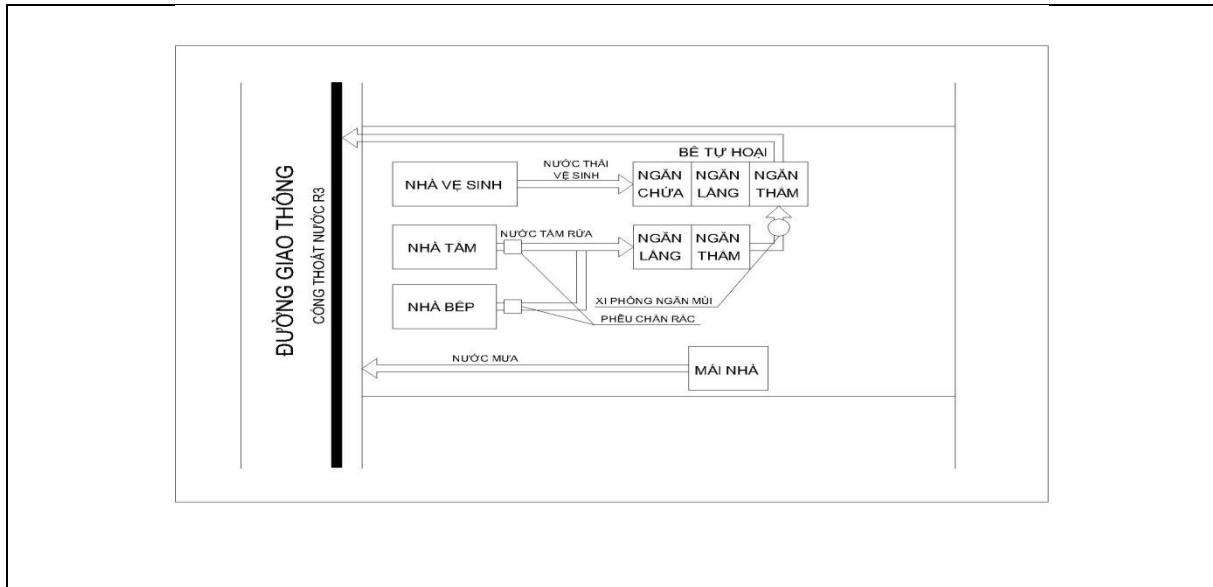 ĐƯỜNG GIAO THÔNG
CỐNG THOÁT NƯỚC R3
BỂ TỰ HOẠI
NHÀ VỆ SINH
NƯỚC THẢI
VỆ SINH
NGĂN
CHỨA
NGĂN
LẮNG
NGĂN
THẤM
NHÀ TẮM
NƯỚC TẮM RỬA
NGĂN
LẮNG
NGĂN
THẤM
NHÀ BẾP
XI PHÔNG NGĂN MÙI
PHỄU CHẮN RÁC
NƯỚC MƯA
MÁI NHÀ